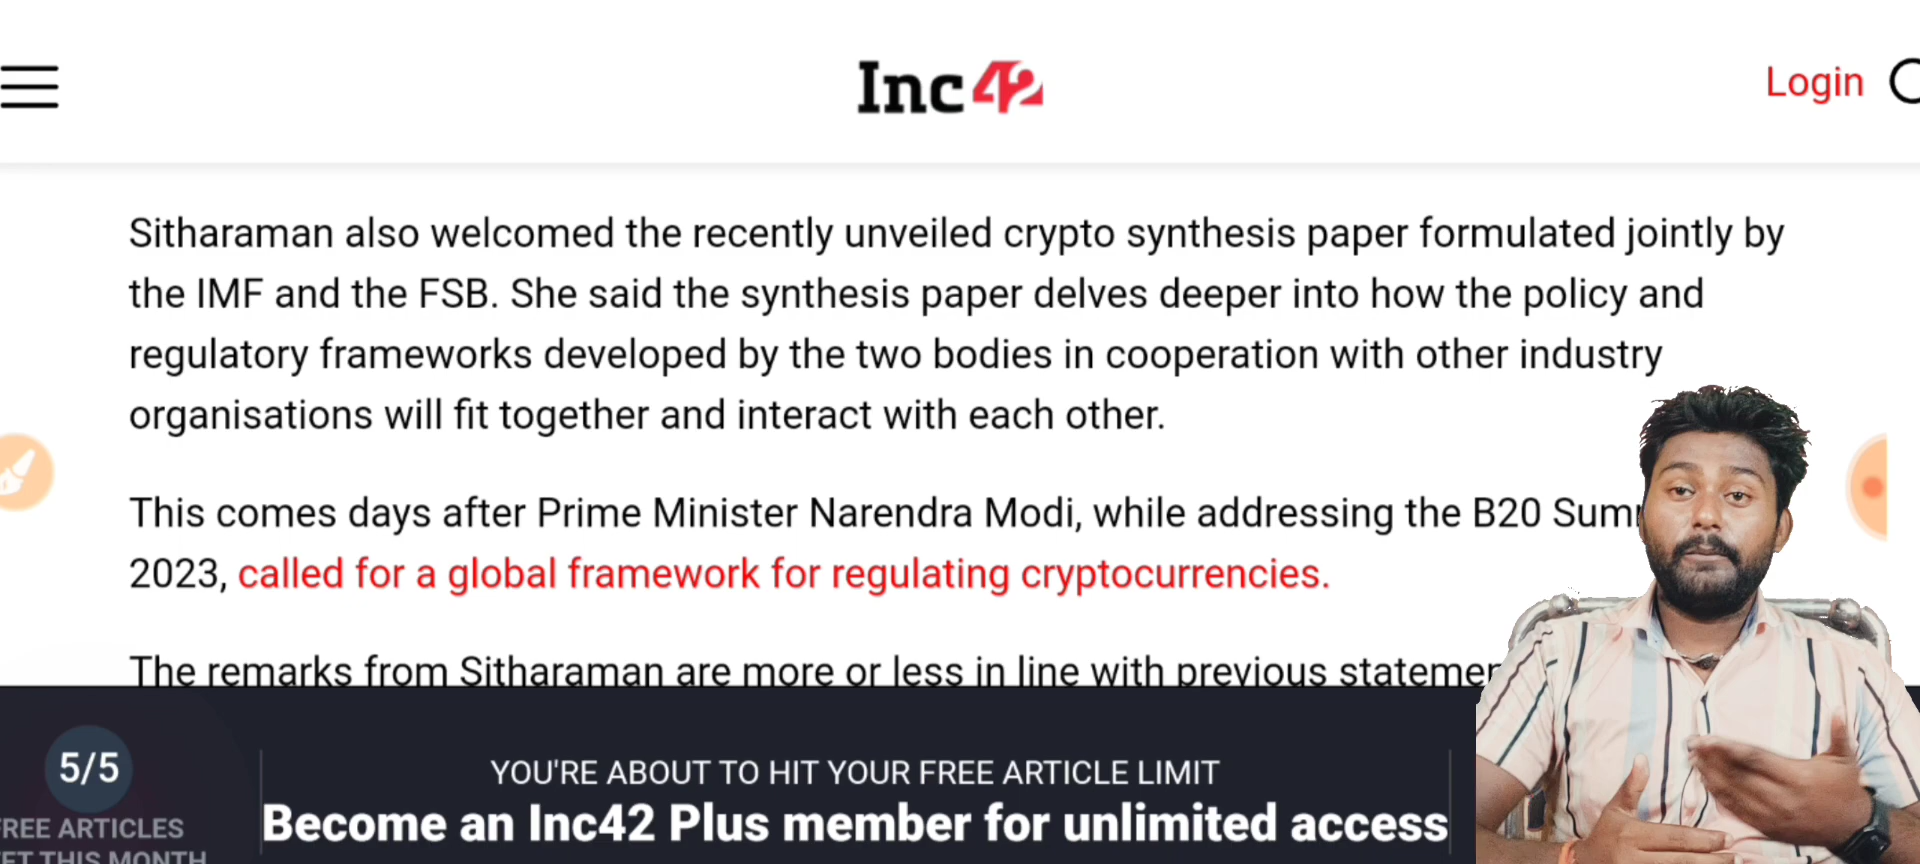 Inc42
Login
Sitharaman also welcomed the recently unveiled crypto synthesis paper formulated jointly by
the IMF and the FSB. She said the synthesis paper delves deeper into how the policy and
regulatory frameworks developed by the two bodies in cooperation with other industry
organisations will fit together and interact with each other.
This comes days after Prime Minister Narendra Modi, while addressing the B20
2023, called for a global framework for regulating cryptocurrencies.
The remarks from Sitharaman are more or less in line with previous
5/5
YOU'RE ABOUT TO HIT YOUR FREE ARTICLE LIMIT
Become an Inc42 Plus member for unlimited access
ARTICLES
THIS MONTH